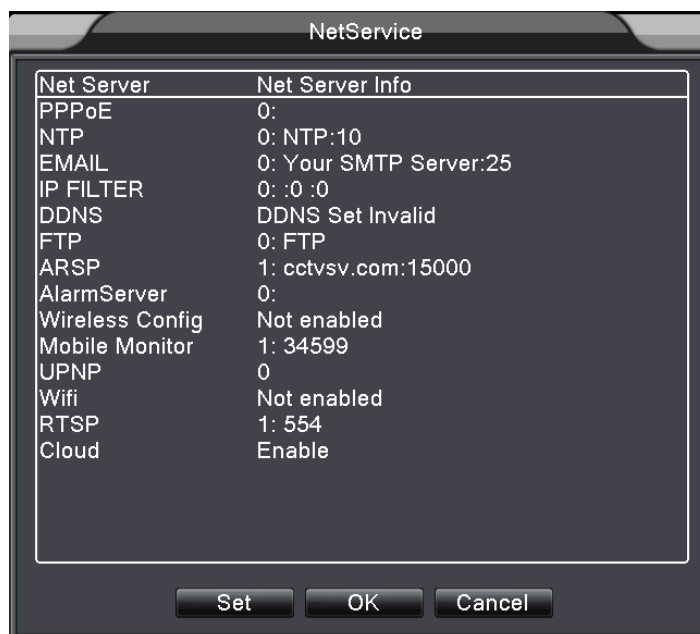 NetService
Net Server Net Server Info
PPPoE 0:
NTP 0: NTP:10
EMAIL 0: Your SMTP Server:25
IP FILTER 0: :0 :0
DDNS DDNS Set Invalid
FTP 0: FTP
ARSP 1: cctvsv.com:15000
AlarmServer 0:
Wireless Config Not enabled
Mobile Monitor 1: 34599
UPNP 0
Wifi Not enabled
RTSP 1: 554
Cloud Enable
Set OK Cancel